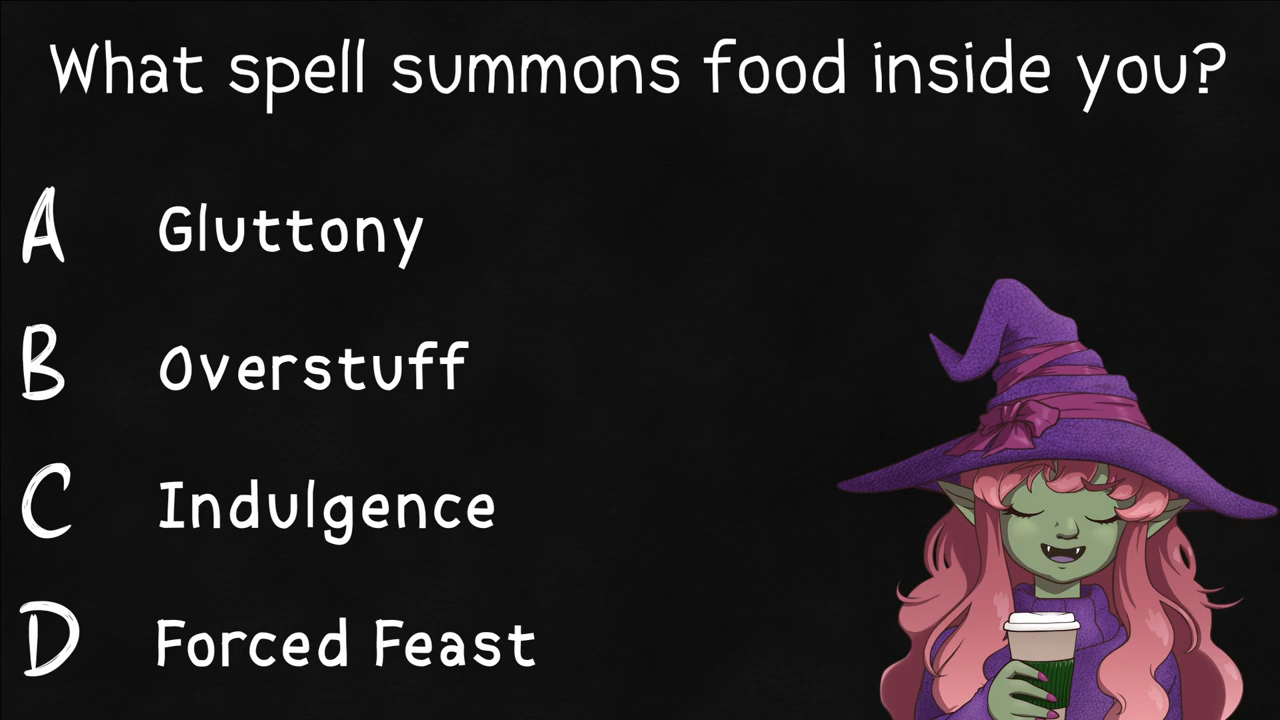 What spell summons food inside you?
A Gluttony
B Overstuff
C Indulgence
D Forced Feast